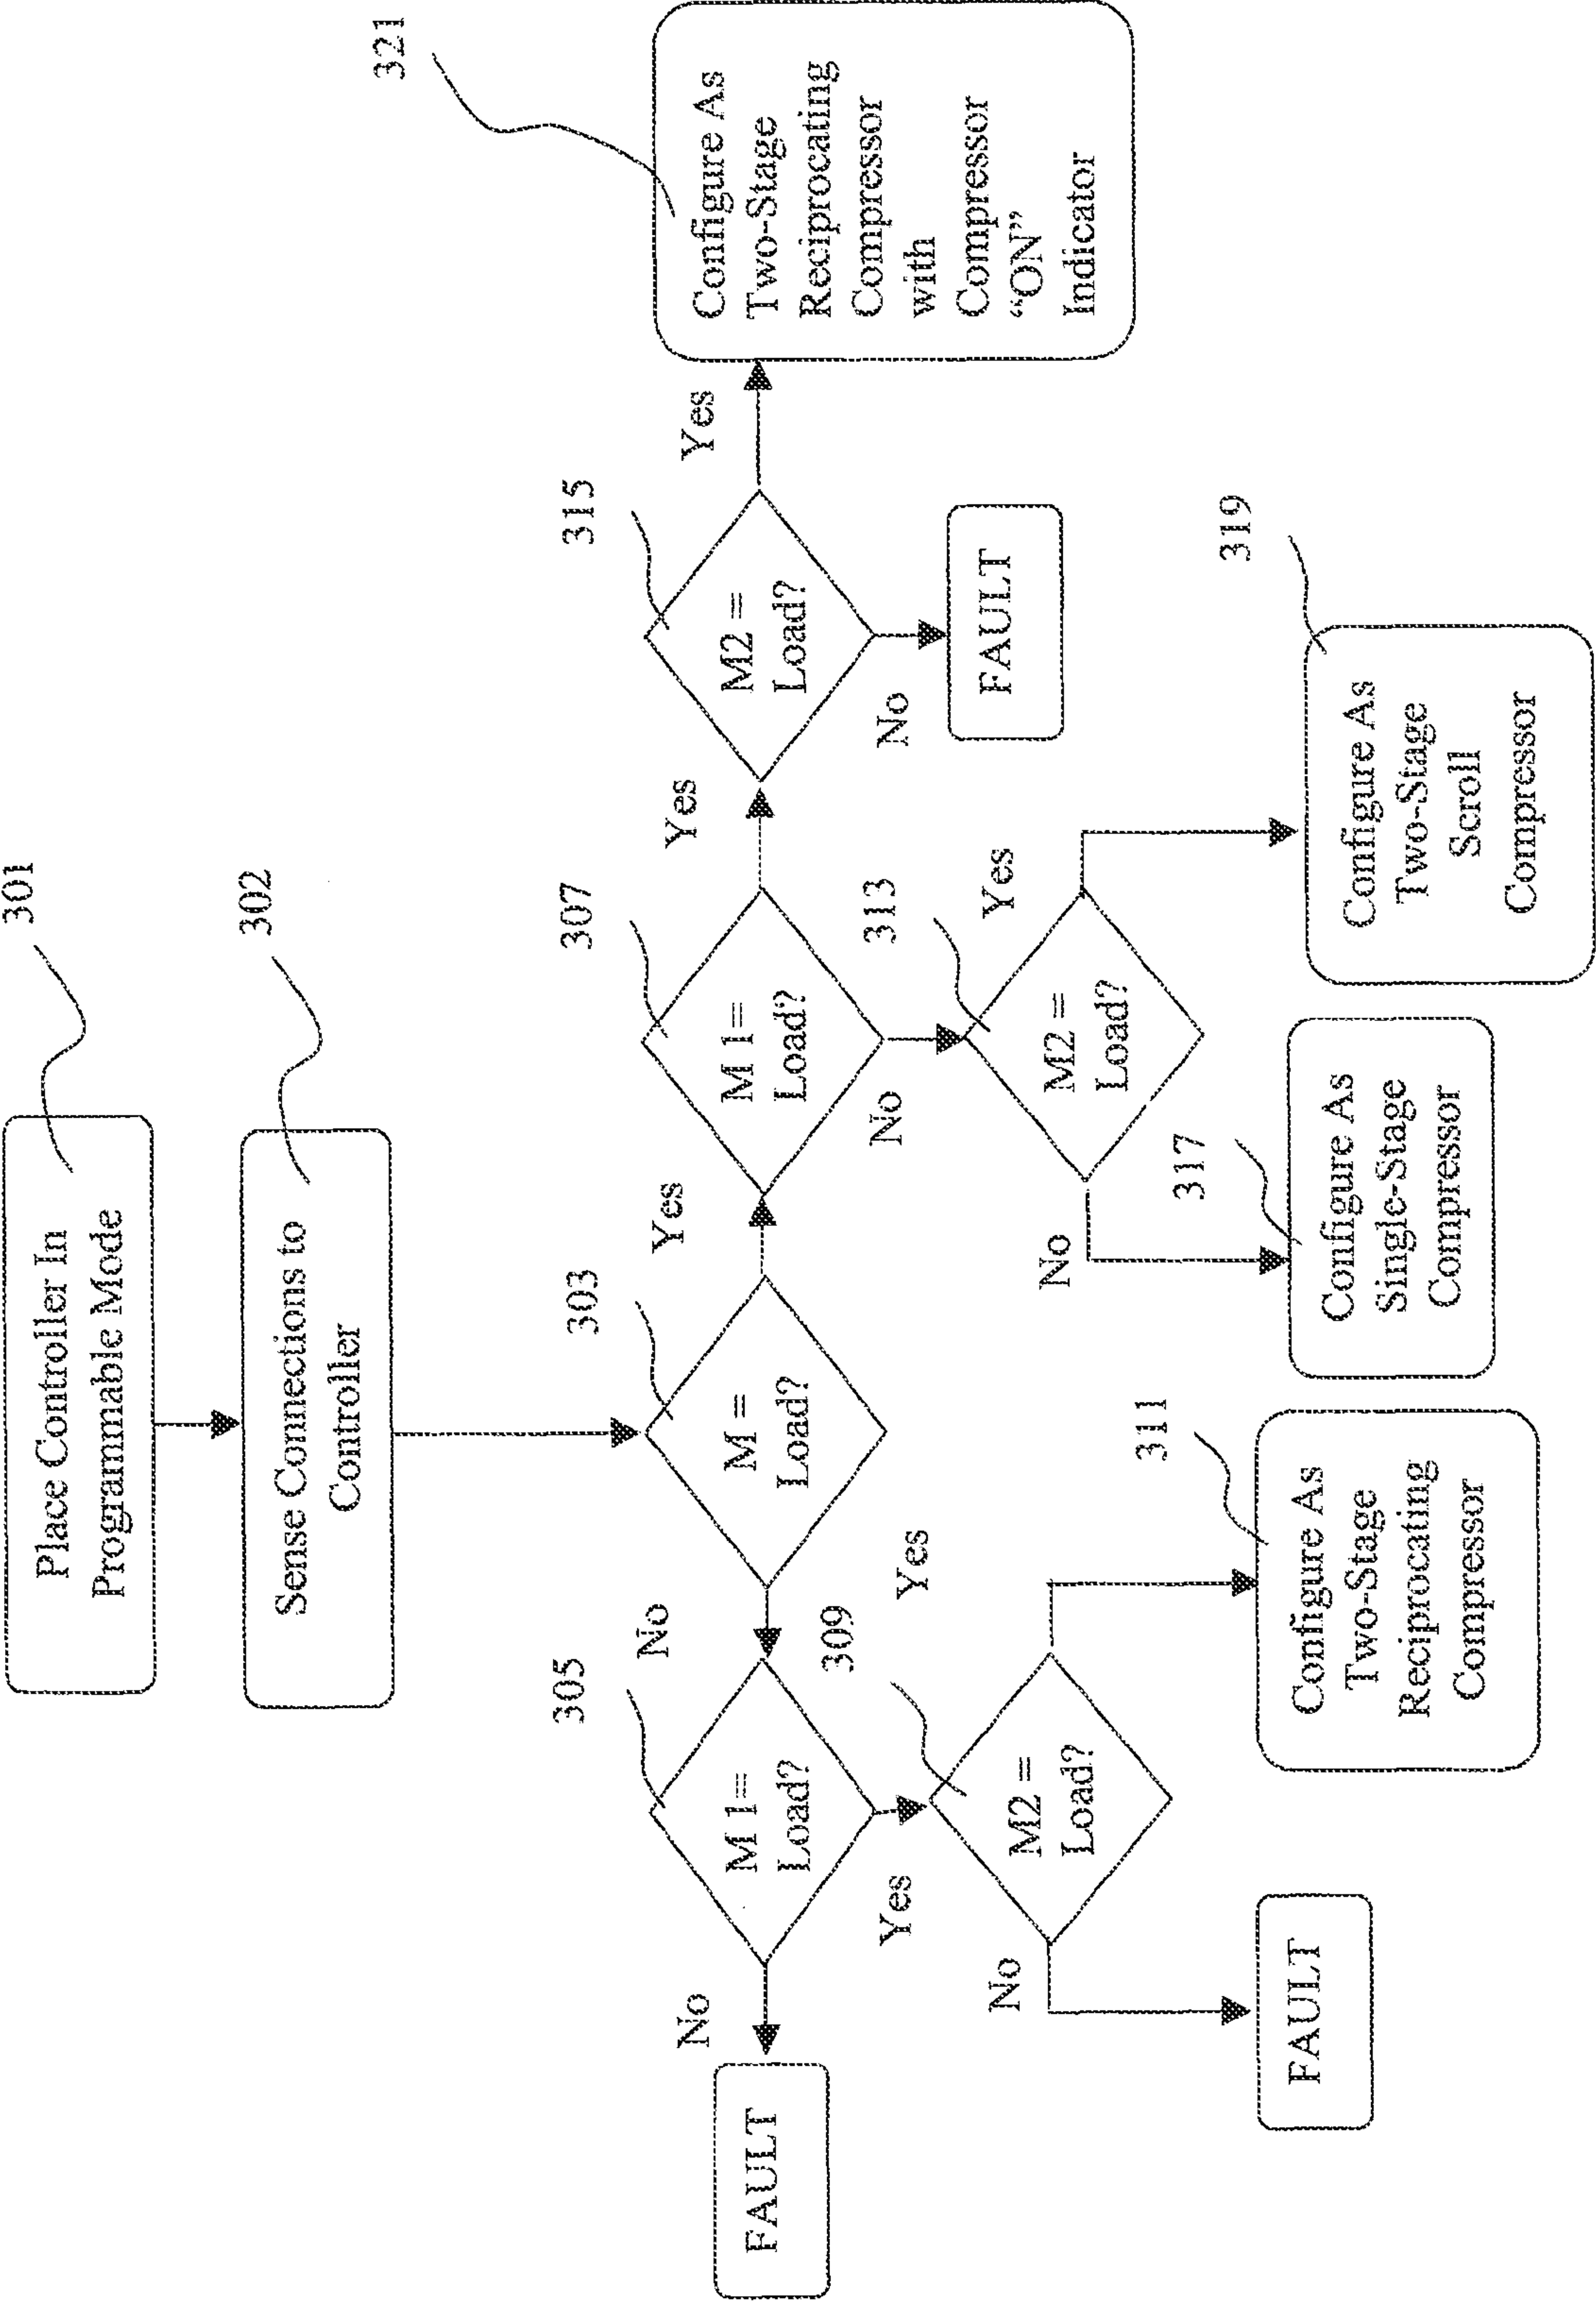 301
Place Controller In
Programmable Mode
302
Sense Connections to
Controller
303
M =
Load?
No
Yes
305
M 1=
Load?
No
Yes
FAULT
309
M2 =
Load?
No
Yes
FAULT
311
Configure As
Two-Stage
Reciprocating
Compressor
307
M 1=
Load?
No
Yes
313
M2 =
Load?
No
Yes
317
Configure As
Single-Stage
Compressor
319
Configure As
Two-Stage
Scroll
Compressor
315
M2 =
Load?
No
Yes
FAULT
321
Configure As
Two-Stage
Reciprocating
Compressor
with
Compressor
“ON”
Indicator